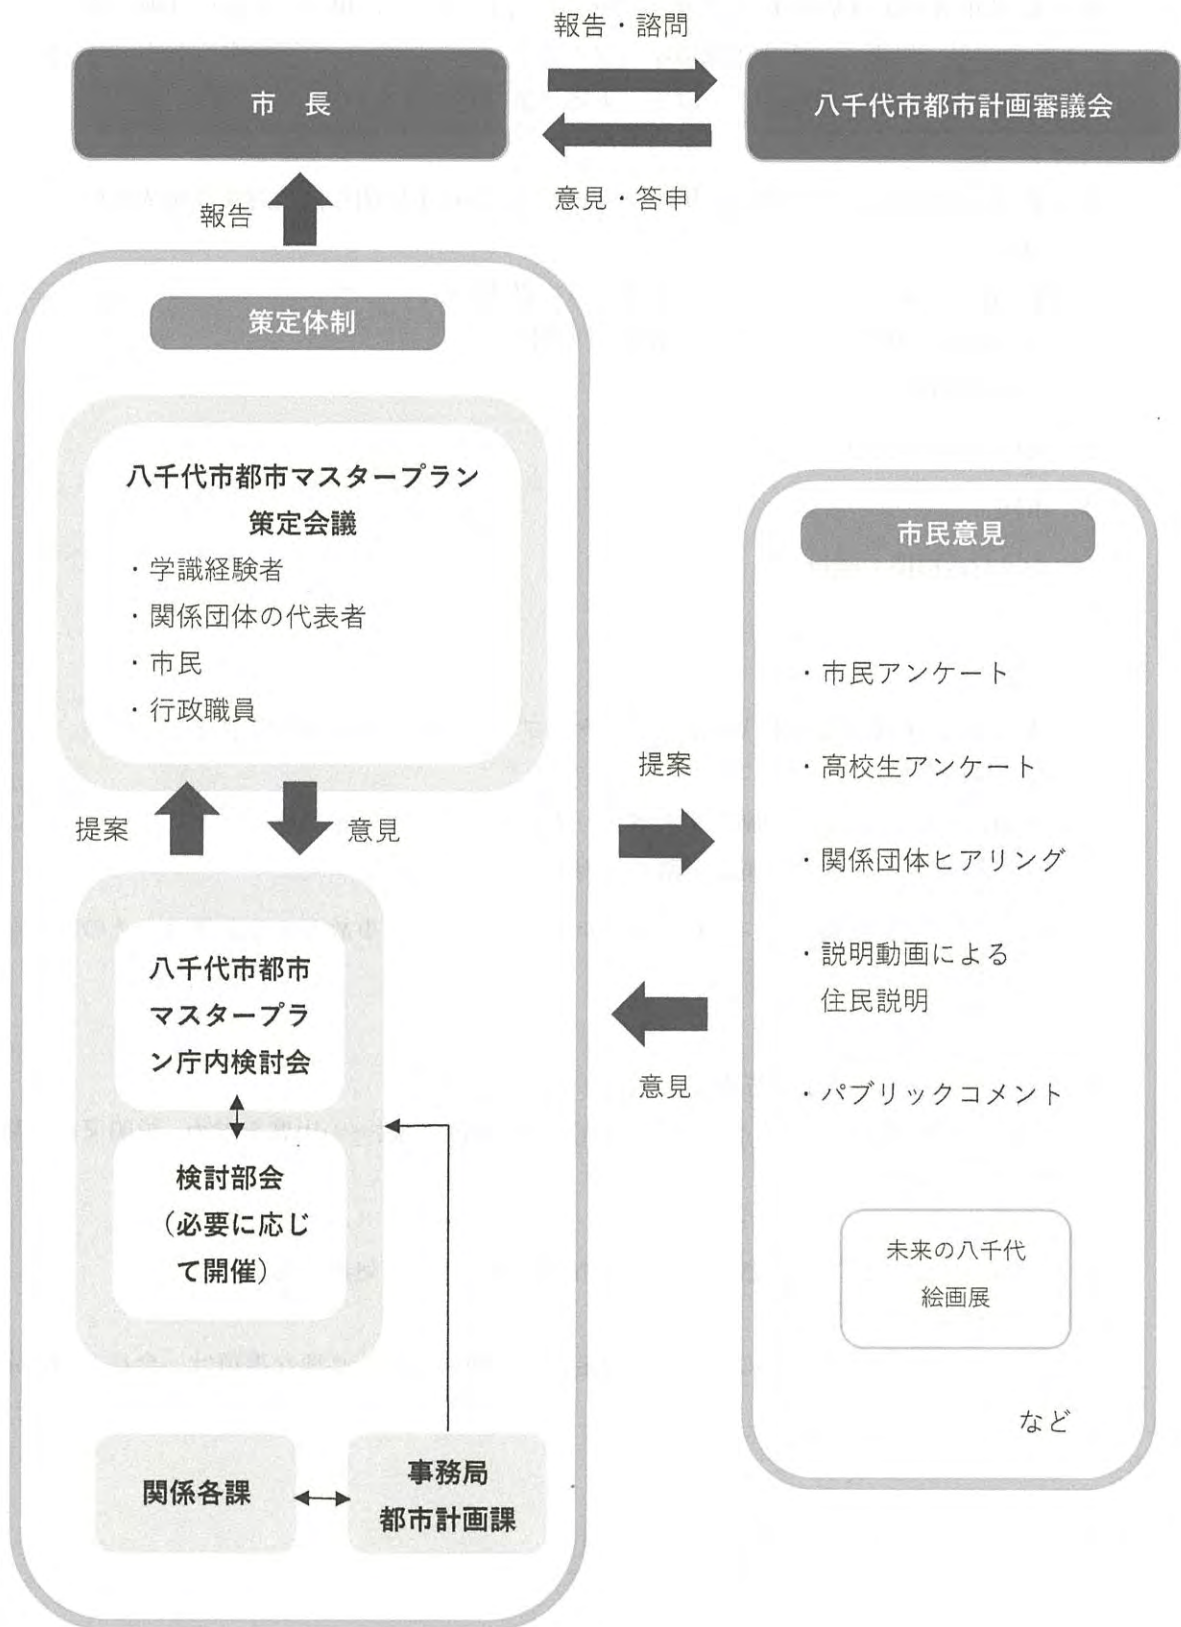 報告・諮問
市　長
八千代市都市計画審議会
意見・答申
報告
策定体制
八千代市都市マスタープラン
策定会議
・学識経験者
・関係団体の代表者
・市民
・行政職員
提案
意見
八千代市都市
マスタープラ
ン庁内検討会
検討部会
（必要に応じ
て開催）
関係各課
事務局
都市計画課
提案
意見
市民意見
・市民アンケート
・高校生アンケート
・関係団体ヒアリング
・説明動画による
住民説明
・パブリックコメント
未来の八千代
絵画展
など